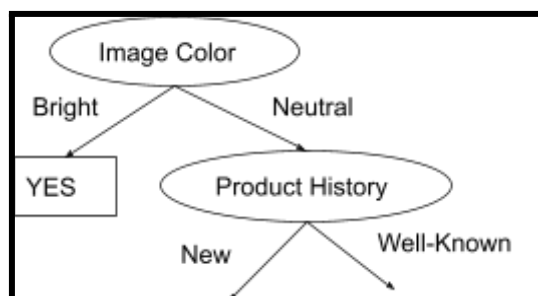 Image Color
Bright
Neutral
YES
Product History
New
Well-Known